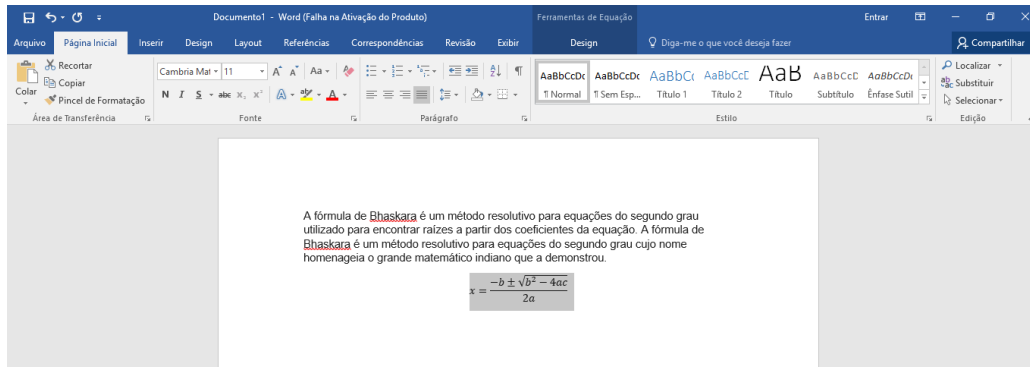 Documento1 - Word (Falha na Ativação do Produto)
Ferramentas de Equação
Entrar
Arquivo Página Inicial Inserir Design Layout Referências Correspondências Revisão Exibir Design Diga-me o que você deseja fazer Compartilhar
Colar
Recortar
Copiar
Pincel de Formatação
Área de Transferência
Cambria Mat 11 A A Aa
N I S abc x₂ x² A aby A
Fonte
Parágrafo
AaBbCcDc AaBbCcDc AaBbCc AaBbCcE AaB AaBbCcD AaBbCcDc
¶ Normal ¶ Sem Esp... Título 1 Título 2 Título Subtítulo Ênfase Sutil
Estilo
Localizar
Substituir
Selecionar
Edição
A fórmula de Bhaskara é um método resolutivo para equações do segundo grau
utilizado para encontrar raízes a partir dos coeficientes da equação. A fórmula de
Bhaskara é um método resolutivo para equações do segundo grau cujo nome
homenageia o grande matemático indiano que a demonstrou.
x = (−b ± √(b² − 4ac)) / 2a